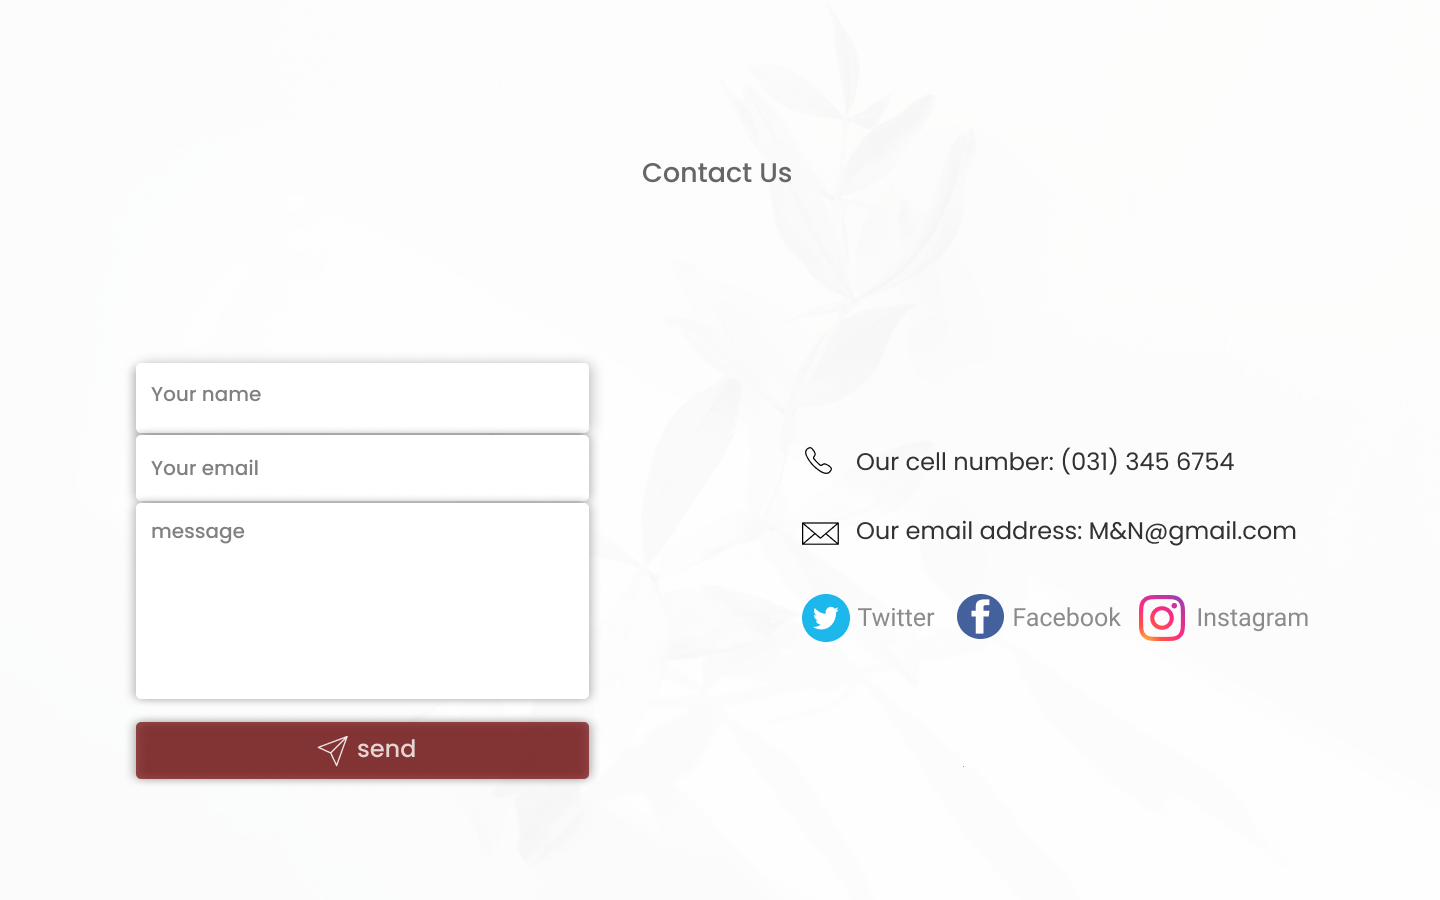 Contact Us
Your name
Your email
message
send
Our cell number: (031) 345 6754
Our email address: M&N@gmail.com
Twitter Facebook Instagram